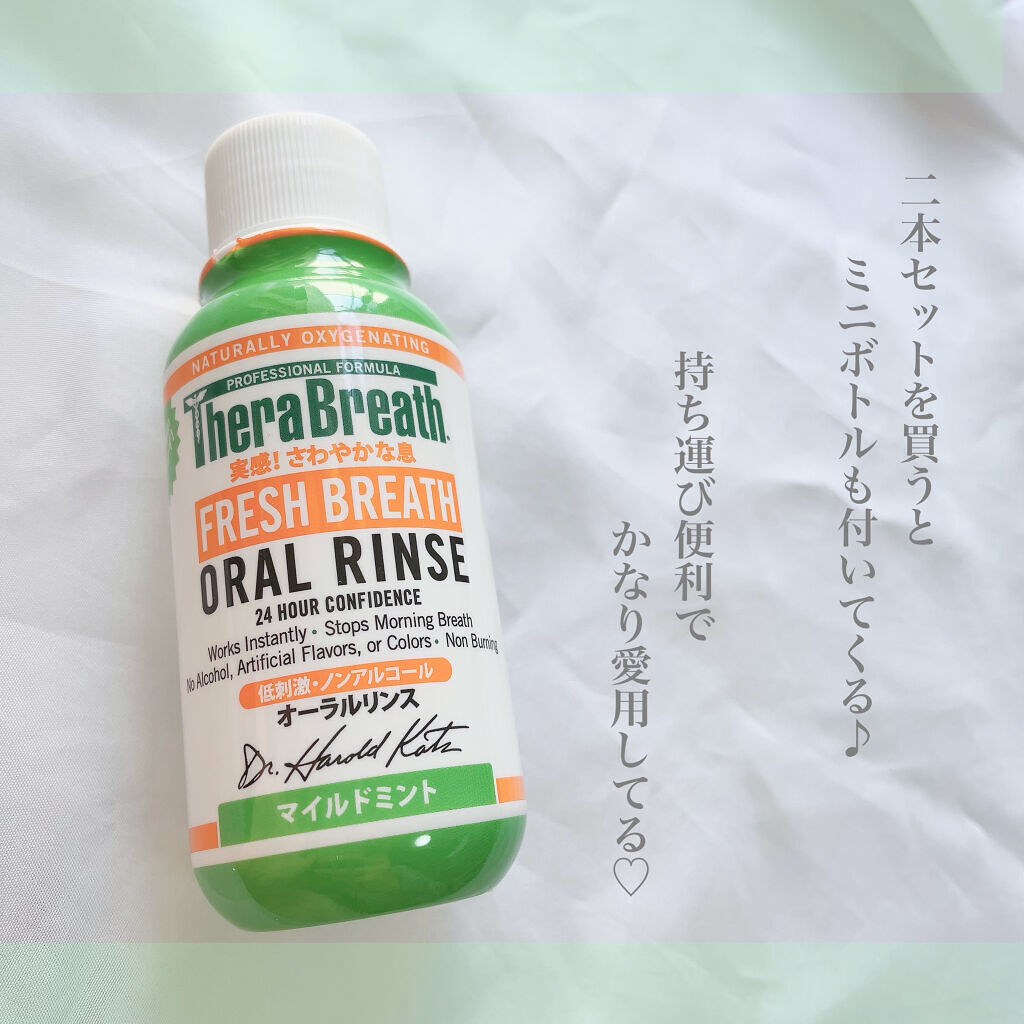 二本セットを買うと
ミニボトルも付いてくる♪
持ち運び便利で
かなり愛用してる♡
NATURALLY OXYGENATING
PROFESSIONAL FORMULA
TheraBreath.
実感！さわやかな息
FRESH BREATH
ORAL RINSE
24 HOUR CONFIDENCE
Works Instantly • Stops Morning Breath
No Alcohol, Artificial Flavors, or Colors • Non Burning
低刺激・ノンアルコール
オーラルリンス
Dr. Harold Katz
マイルドミント